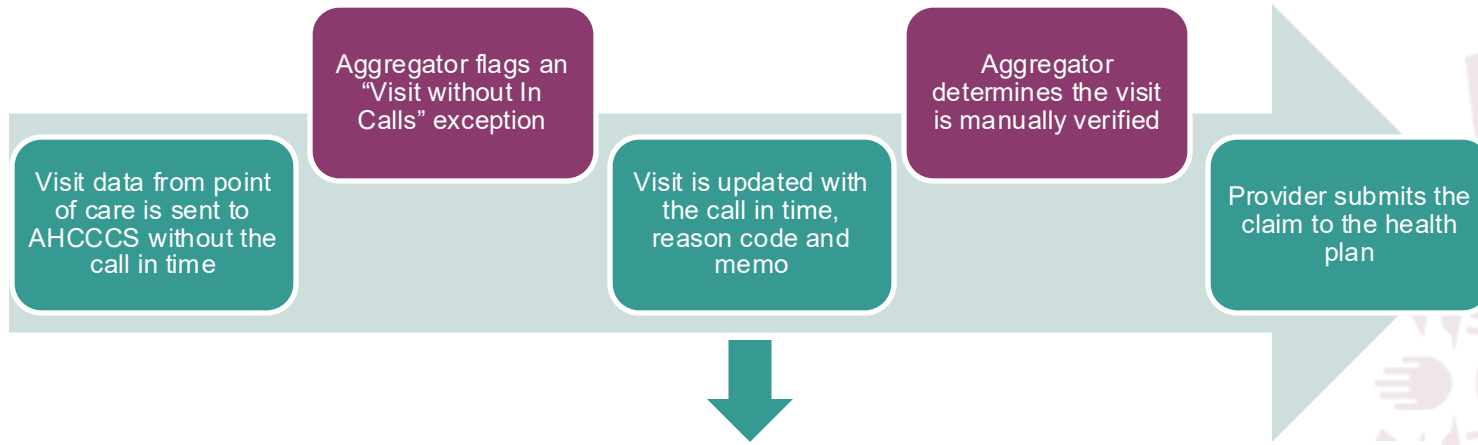 Visit data from point
of care is sent to
AHCCCS without the
call in time
Aggregator flags an
“Visit without In
Calls” exception
Visit is updated with
the call in time,
reason code and
memo
Aggregator
determines the visit
is manually verified
Provider submits the
claim to the health
plan